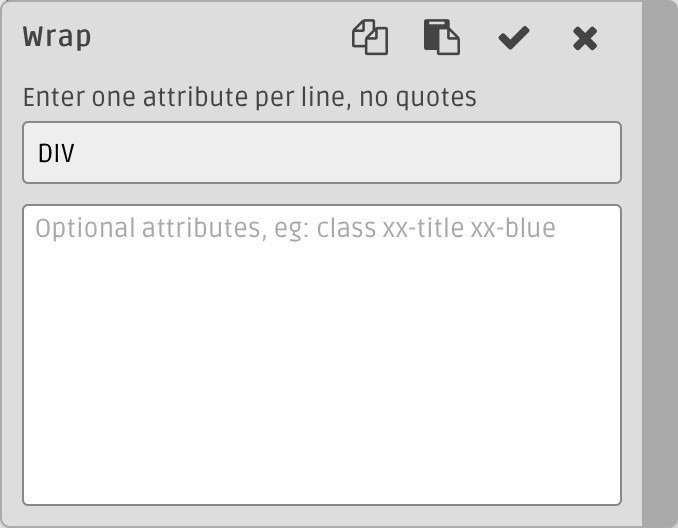 Wrap
Enter one attribute per line, no quotes
DIV
Optional attributes, eg: class xx-title xx-blue